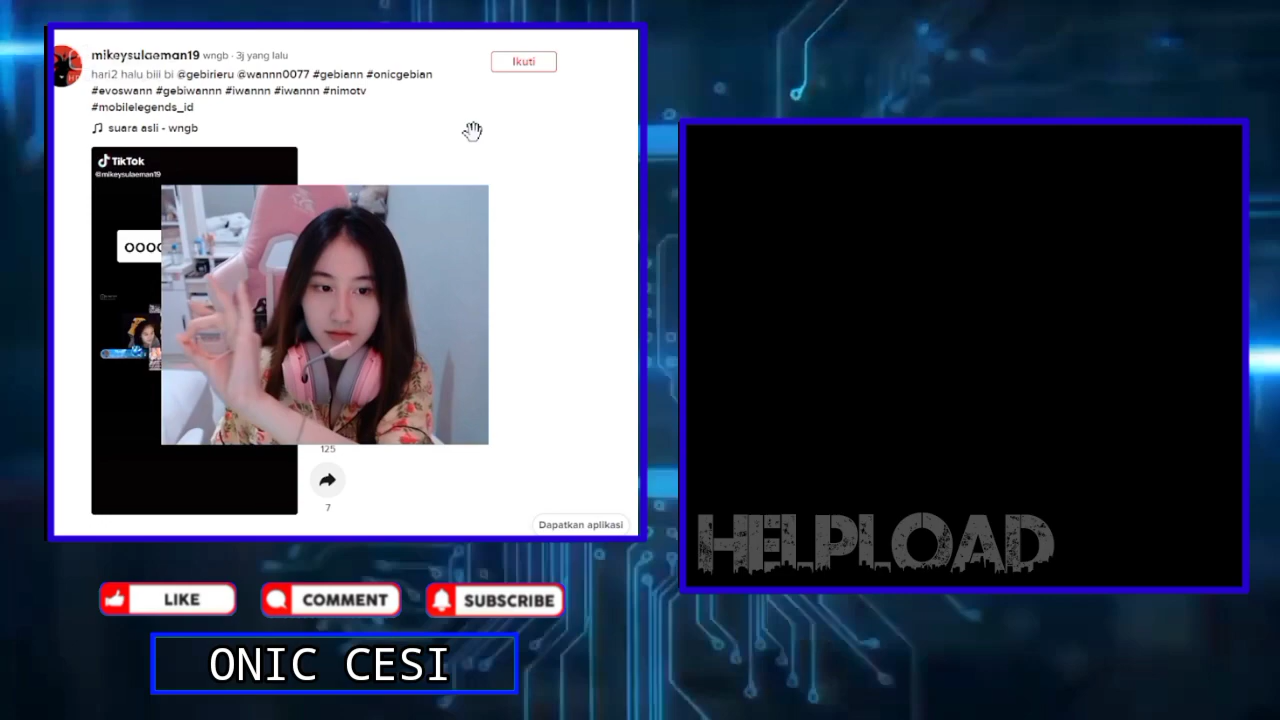 mikeysulaeman19 wngb · 3j yang lalu
Ikuti
hari2 halu biii bi @gebirieru @wannn0077 #gebiann #onicgebian
#evoswann #gebiwannn #iwannn #iwannn #nimotv
#mobilelegends_id
suara asli - wngb
TikTok
@mikeysulaeman19
125
7
Dapatkan aplikasi
HELPLOAD
LIKE
COMMENT
SUBSCRIBE
ONIC CESI